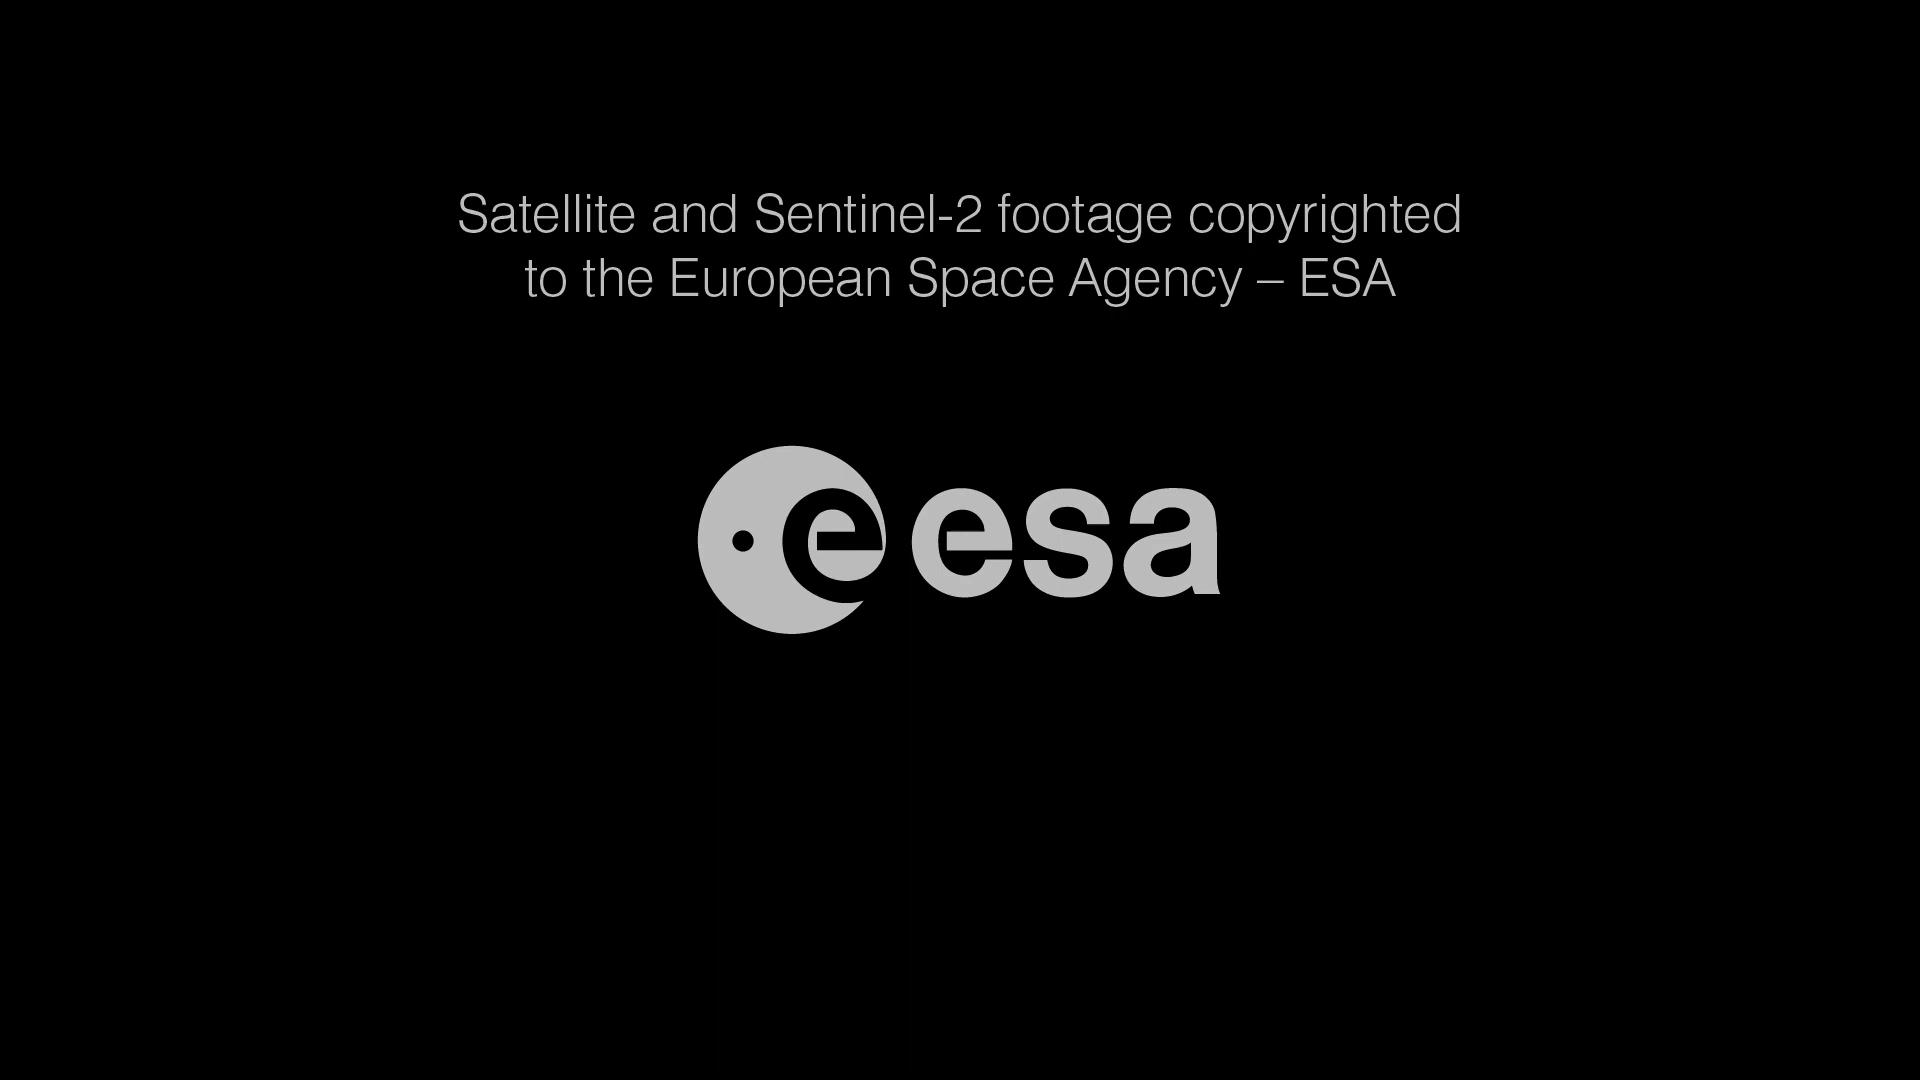 Satellite and Sentinel-2 footage copyrighted
to the European Space Agency – ESA
e esa